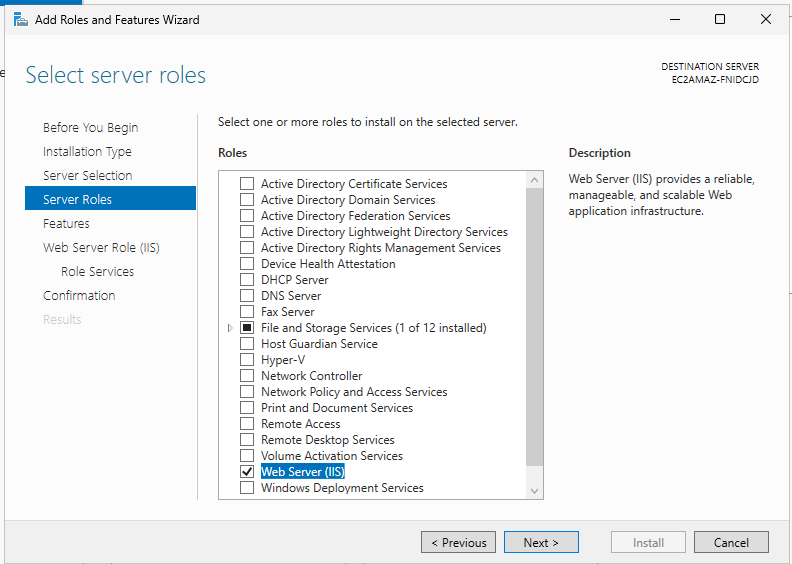 Add Roles and Features Wizard
Select server roles
DESTINATION SERVER
EC2AMAZ-FNIDCJD
Before You Begin
Installation Type
Server Selection
Server Roles
Features
Web Server Role (IIS)
Role Services
Confirmation
Results
Select one or more roles to install on the selected server.
Roles
Active Directory Certificate Services
Active Directory Domain Services
Active Directory Federation Services
Active Directory Lightweight Directory Services
Active Directory Rights Management Services
Device Health Attestation
DHCP Server
DNS Server
Fax Server
File and Storage Services (1 of 12 installed)
Host Guardian Service
Hyper-V
Network Controller
Network Policy and Access Services
Print and Document Services
Remote Access
Remote Desktop Services
Volume Activation Services
Web Server (IIS)
Windows Deployment Services
Description
Web Server (IIS) provides a reliable,
manageable, and scalable Web
application infrastructure.
< Previous
Next >
Install
Cancel